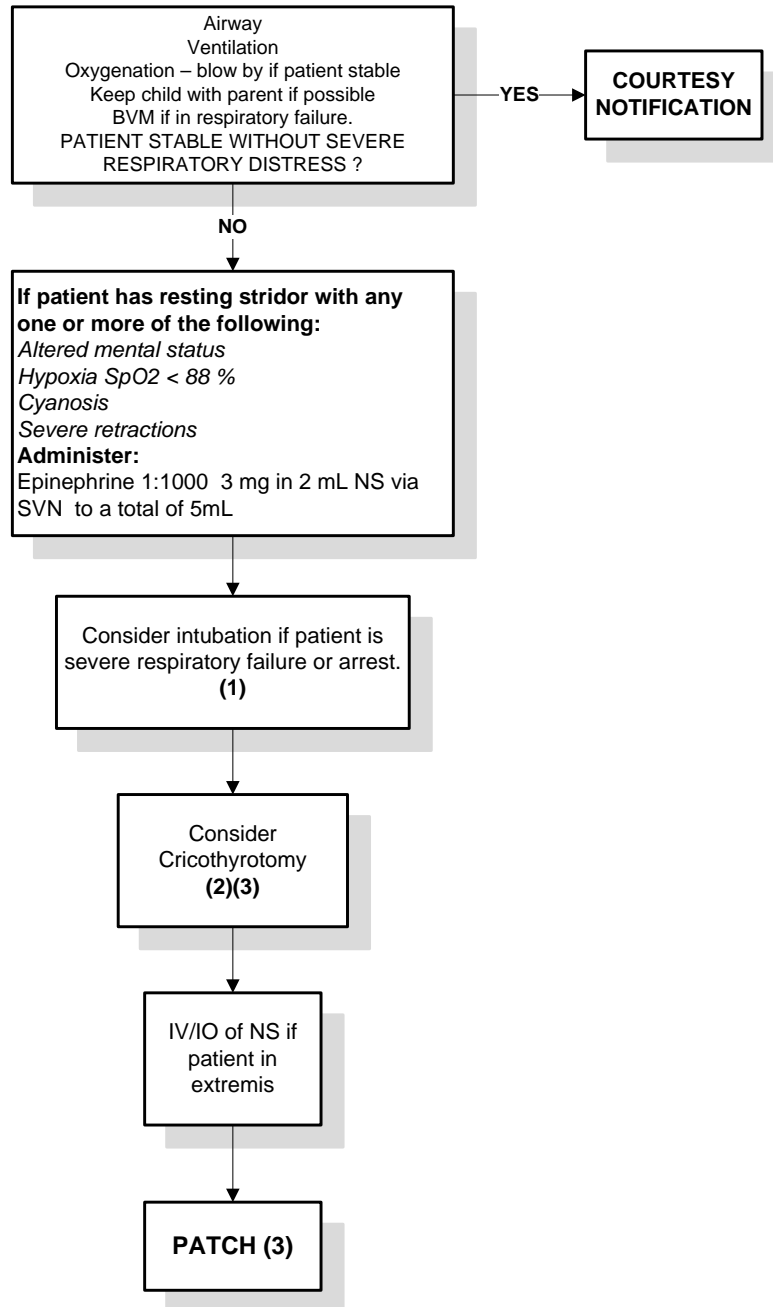 Airway
Ventilation
Oxygenation – blow by if patient stable
Keep child with parent if possible
BVM if in respiratory failure.
PATIENT STABLE WITHOUT SEVERE
RESPIRATORY DISTRESS ?
YES
COURTESY
NOTIFICATION
NO
If patient has resting stridor with any
one or more of the following:
Altered mental status
Hypoxia SpO2 < 88 %
Cyanosis
Severe retractions
Administer:
Epinephrine 1:1000  3 mg in 2 mL NS via
SVN  to a total of 5mL
Consider intubation if patient is
severe respiratory failure or arrest.
(1)
Consider
Cricothyrotomy
(2)(3)
IV/IO of NS if
patient in
extremis
PATCH (3)